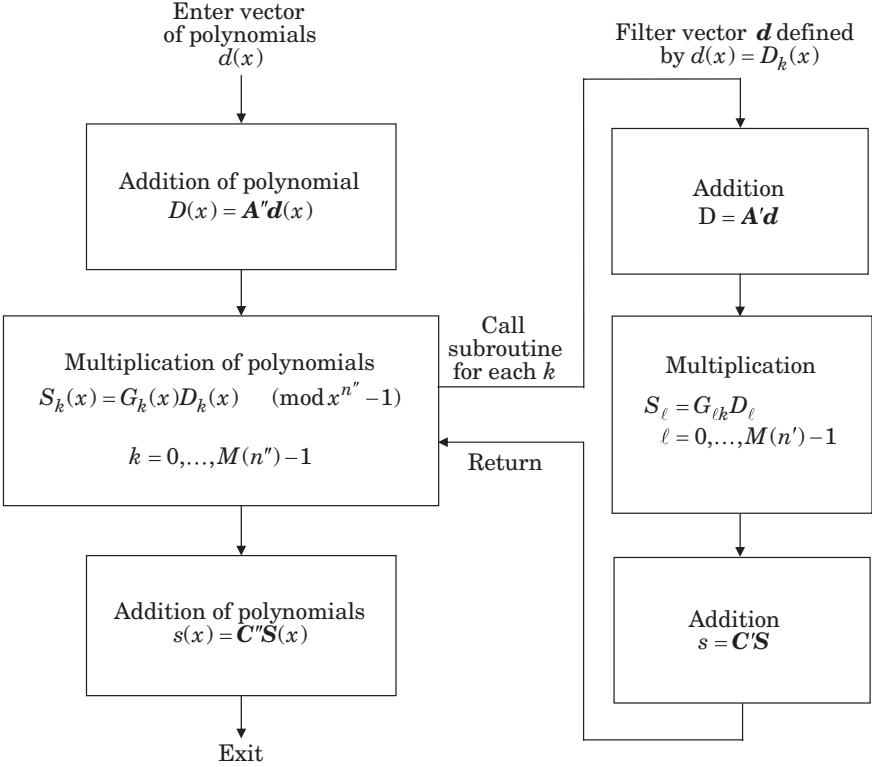 Enter vector
of polynomials
d(x)
Addition of polynomial
D(x) = A″d(x)
Multiplication of polynomials
S_k(x) = G_k(x)D_k(x) (mod x^{n″} – 1)
k = 0,…,M(n″) – 1
Addition of polynomials
s(x) = C″S(x)
Exit
Call
subroutine
for each k
Return
Filter vector d defined
by d(x) = D_k(x)
Addition
D = A′d
Multiplication
S_ℓ = G_{ℓk}D_ℓ
ℓ = 0,…,M(n′) – 1
Addition
s = C′S